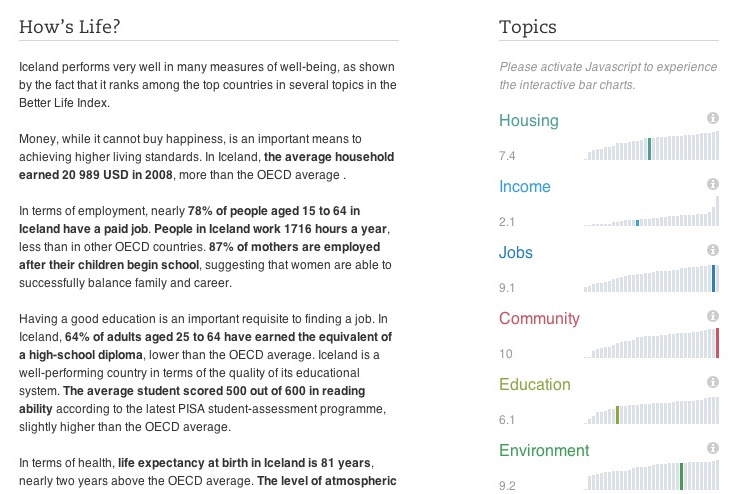 How's Life?
Iceland performs very well in many measures of well-being, as shown
by the fact that it ranks among the top countries in several topics in the
Better Life Index.
Money, while it cannot buy happiness, is an important means to
achieving higher living standards. In Iceland, the average household
earned 20 989 USD in 2008, more than the OECD average .
In terms of employment, nearly 78% of people aged 15 to 64 in
Iceland have a paid job. People in Iceland work 1716 hours a year,
less than in other OECD countries. 87% of mothers are employed
after their children begin school, suggesting that women are able to
successfully balance family and career.
Having a good education is an important requisite to finding a job. In
Iceland, 64% of adults aged 25 to 64 have earned the equivalent of
a high-school diploma, lower than the OECD average. Iceland is a
well-performing country in terms of the quality of its educational
system. The average student scored 500 out of 600 in reading
ability according to the latest PISA student-assessment programme,
slightly higher than the OECD average.
In terms of health, life expectancy at birth in Iceland is 81 years,
nearly two years above the OECD average. The level of atmospheric
Topics
Please activate Javascript to experience
the interactive bar charts.
Housing
7.4
Income
2.1
Jobs
9.1
Community
10
Education
6.1
Environment
9.2